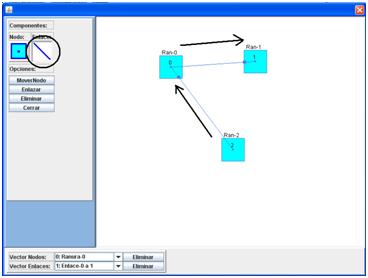 Componentes:
Nodo:
Enlace:
Opciones:
MoverNodo
Enlazar
Eliminar
Cerrar
Ran-0
0
Ran-1
1
Ran-2
2
Vector Nodos: 0; Ranura-0 Eliminar
Vector Enlaces: 1; Enlace-0 a 1 Eliminar